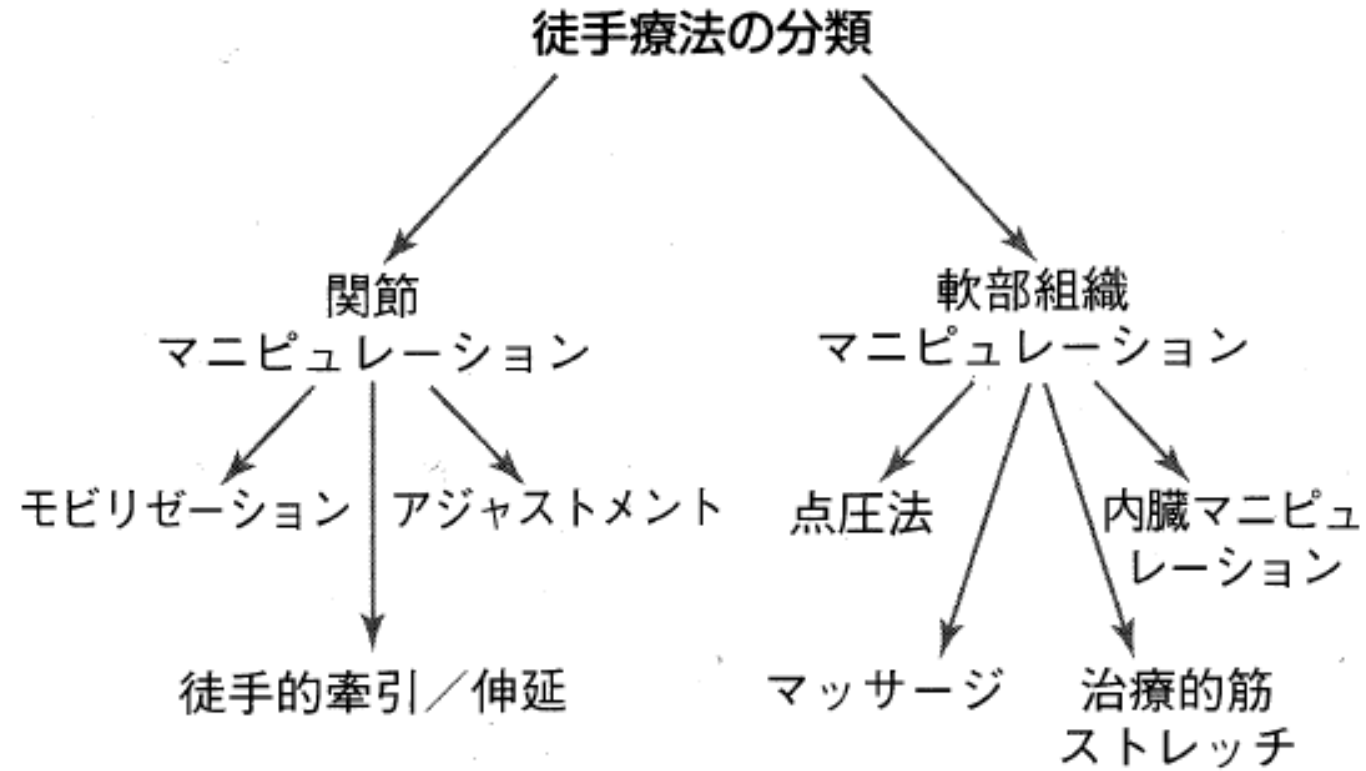 徒手療法の分類
関節
マニピュレーション
軟部組織
マニピュレーション
モビリゼーション
アジャストメント
点圧法
内臓マニピュ
レーション
徒手的牽引／伸延
マッサージ
治療的筋
ストレッチ